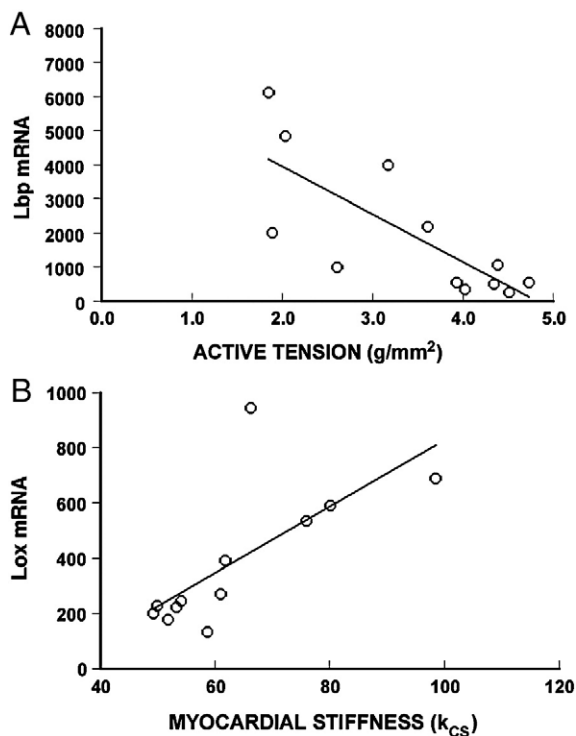 A
8000
7000
6000
5000
4000
3000
2000
1000
0
Lbp mRNA
0.0 1.0 2.0 3.0 4.0 5.0
ACTIVE TENSION (g/mm²)
B
1000
800
600
400
200
0
Lox mRNA
40 60 80 100 120
MYOCARDIAL STIFFNESS (kCS)